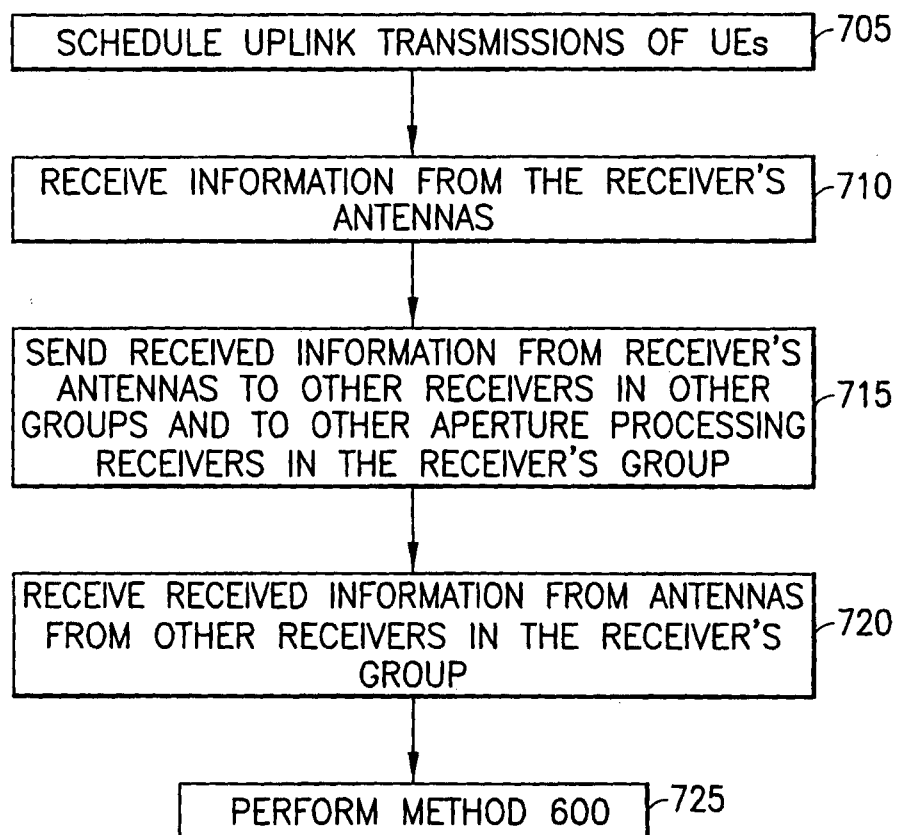 SCHEDULE UPLINK TRANSMISSIONS OF UEs
705
RECEIVE INFORMATION FROM THE RECEIVER'S
ANTENNAS
710
SEND RECEIVED INFORMATION FROM RECEIVER'S
ANTENNAS TO OTHER RECEIVERS IN OTHER
GROUPS AND TO OTHER APERTURE PROCESSING
RECEIVERS IN THE RECEIVER'S GROUP
715
RECEIVE RECEIVED INFORMATION FROM ANTENNAS
FROM OTHER RECEIVERS IN THE RECEIVER'S
GROUP
720
PERFORM METHOD 600
725